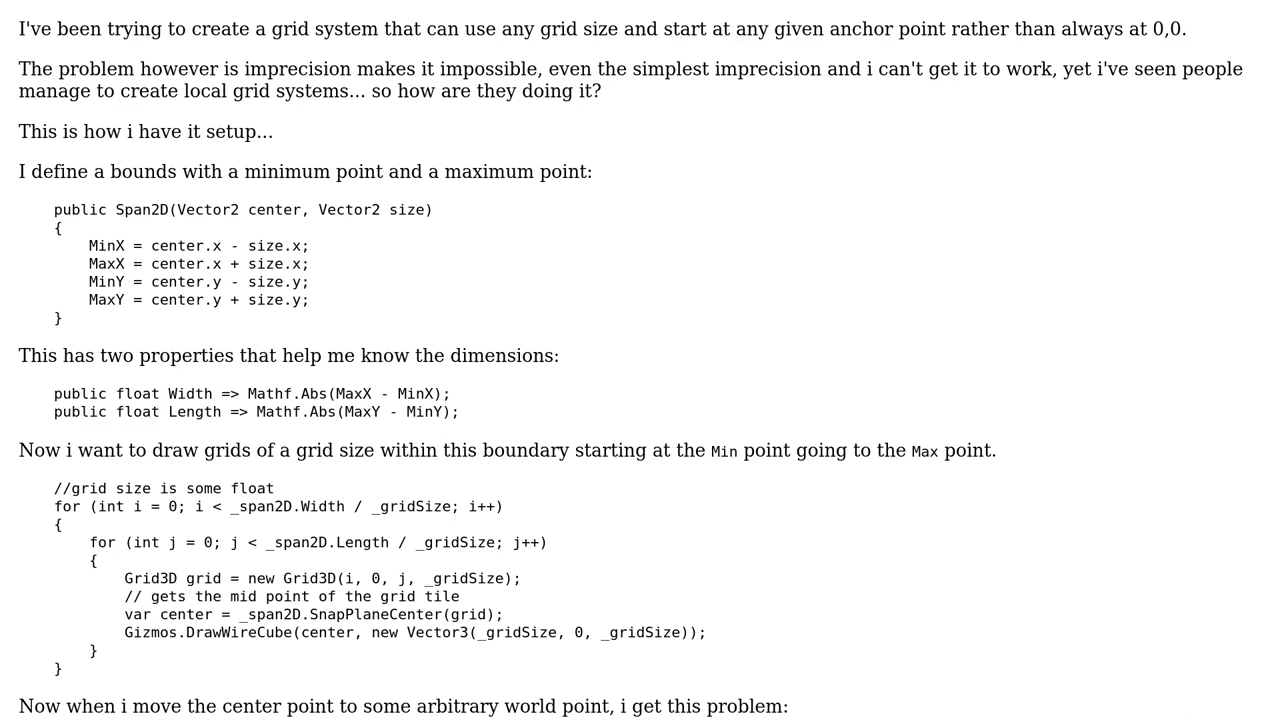 I've been trying to create a grid system that can use any grid size and start at any given anchor point rather than always at 0,0.
The problem however is imprecision makes it impossible, even the simplest imprecision and i can't get it to work, yet i've seen people
manage to create local grid systems... so how are they doing it?
This is how i have it setup...
I define a bounds with a minimum point and a maximum point:
public Span2D(Vector2 center, Vector2 size)
{
    MinX = center.x - size.x;
    MaxX = center.x + size.x;
    MinY = center.y - size.y;
    MaxY = center.y + size.y;
}
This has two properties that help me know the dimensions:
public float Width => Mathf.Abs(MaxX - MinX);
public float Length => Mathf.Abs(MaxY - MinY);
Now i want to draw grids of a grid size within this boundary starting at the Min point going to the Max point.
//grid size is some float
for (int i = 0; i < _span2D.Width / _gridSize; i++)
{
    for (int j = 0; j < _span2D.Length / _gridSize; j++)
    {
        Grid3D grid = new Grid3D(i, 0, j, _gridSize);
        // gets the mid point of the grid tile
        var center = _span2D.SnapPlaneCenter(grid);
        Gizmos.DrawWireCube(center, new Vector3(_gridSize, 0, _gridSize));
    }
}
Now when i move the center point to some arbitrary world point, i get this problem: